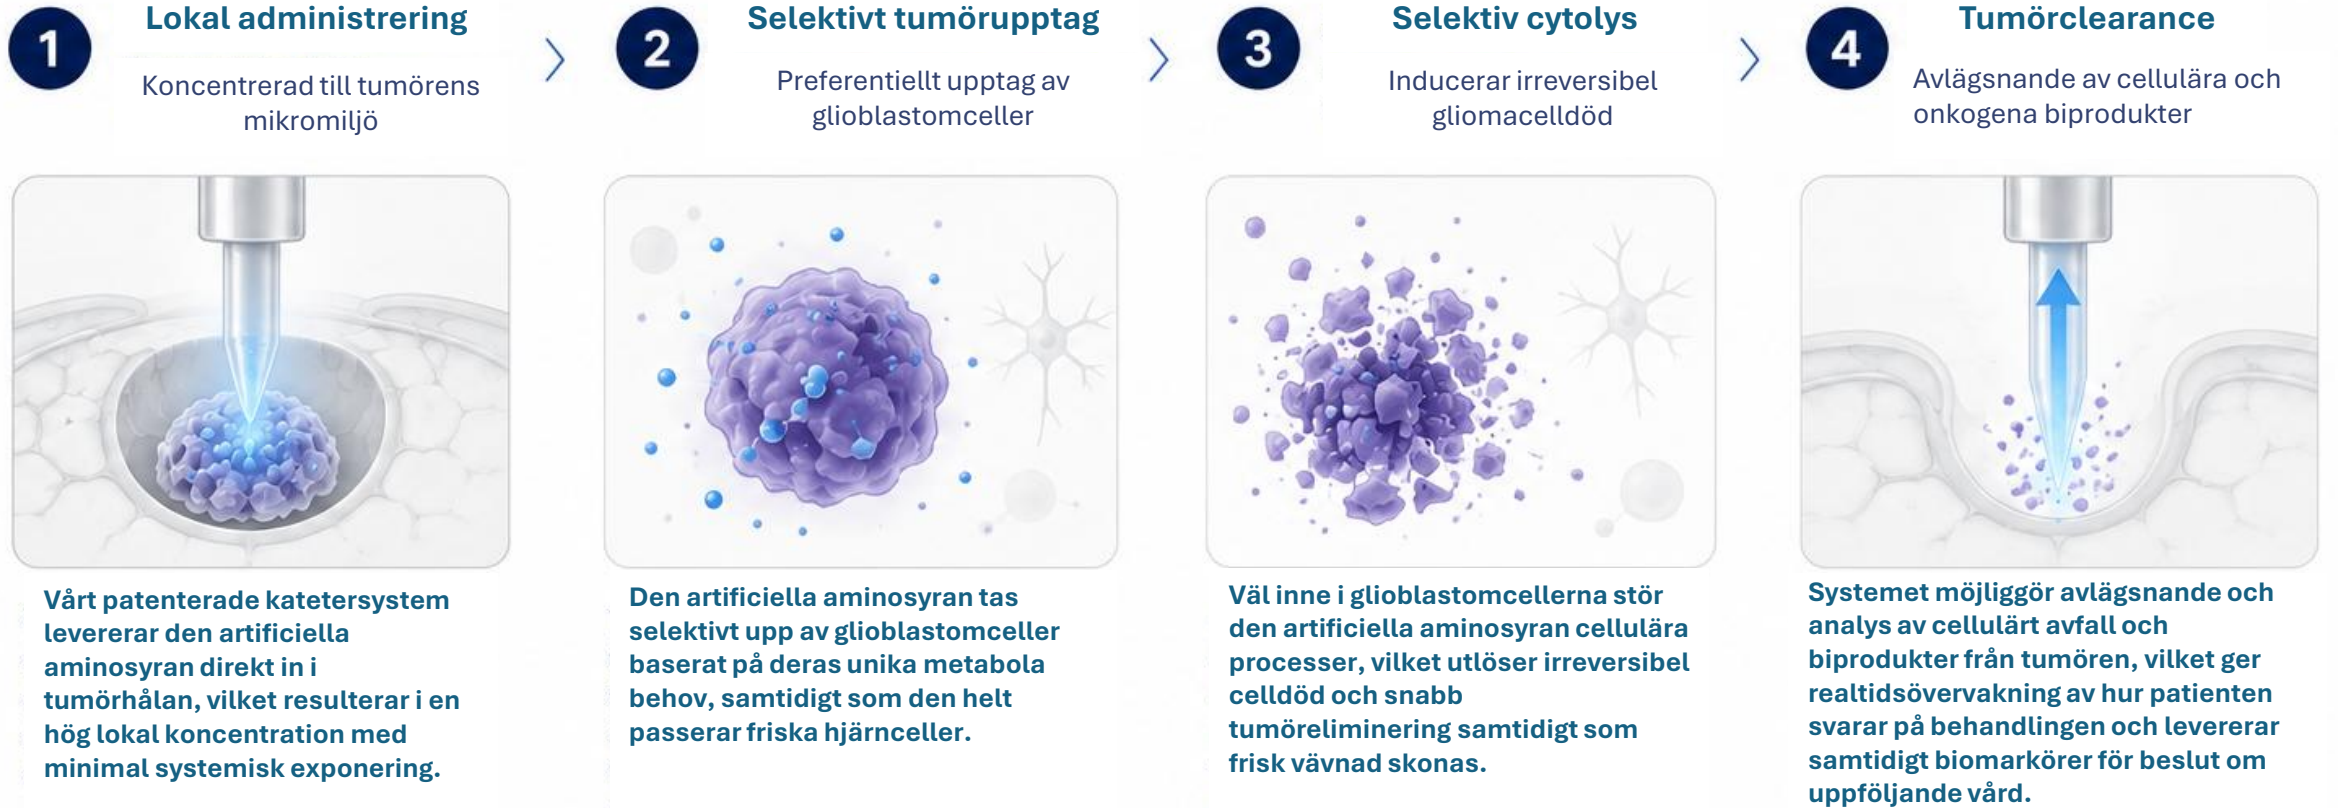 1
Lokal administrering
Koncentrerad till tumörens
mikromiljö
Vårt patenterade katetersystem
levererar den artificiella
aminosyran direkt in i
tumörhålan, vilket resulterar i en
hög lokal koncentration med
minimal systemisk exponering.
2
Selektivt tumörupptag
Preferentiellt upptag av
glioblastomceller
Den artificiella aminosyran tas
selektivt upp av glioblastomceller
baserat på deras unika metabola
behov, samtidigt som den helt
passerar friska hjärnceller.
3
Selektiv cytolys
Inducerar irreversibel
gliomacelldöd
Väl inne i glioblastomcellerna stör
den artificiella aminosyran cellulära
processer, vilket utlöser irreversibel
celldöd och snabb
tumöreliminering samtidigt som
frisk vävnad skonas.
4
Tumörclearance
Avlägsnande av cellulära och
onkogena biprodukter
Systemet möjliggör avlägsnande och
analys av cellulärt avfall och
biprodukter från tumören, vilket ger
realtidsövervakning av hur patienten
svarar på behandlingen och levererar
samtidigt biomarkörer för beslut om
uppföljande vård.